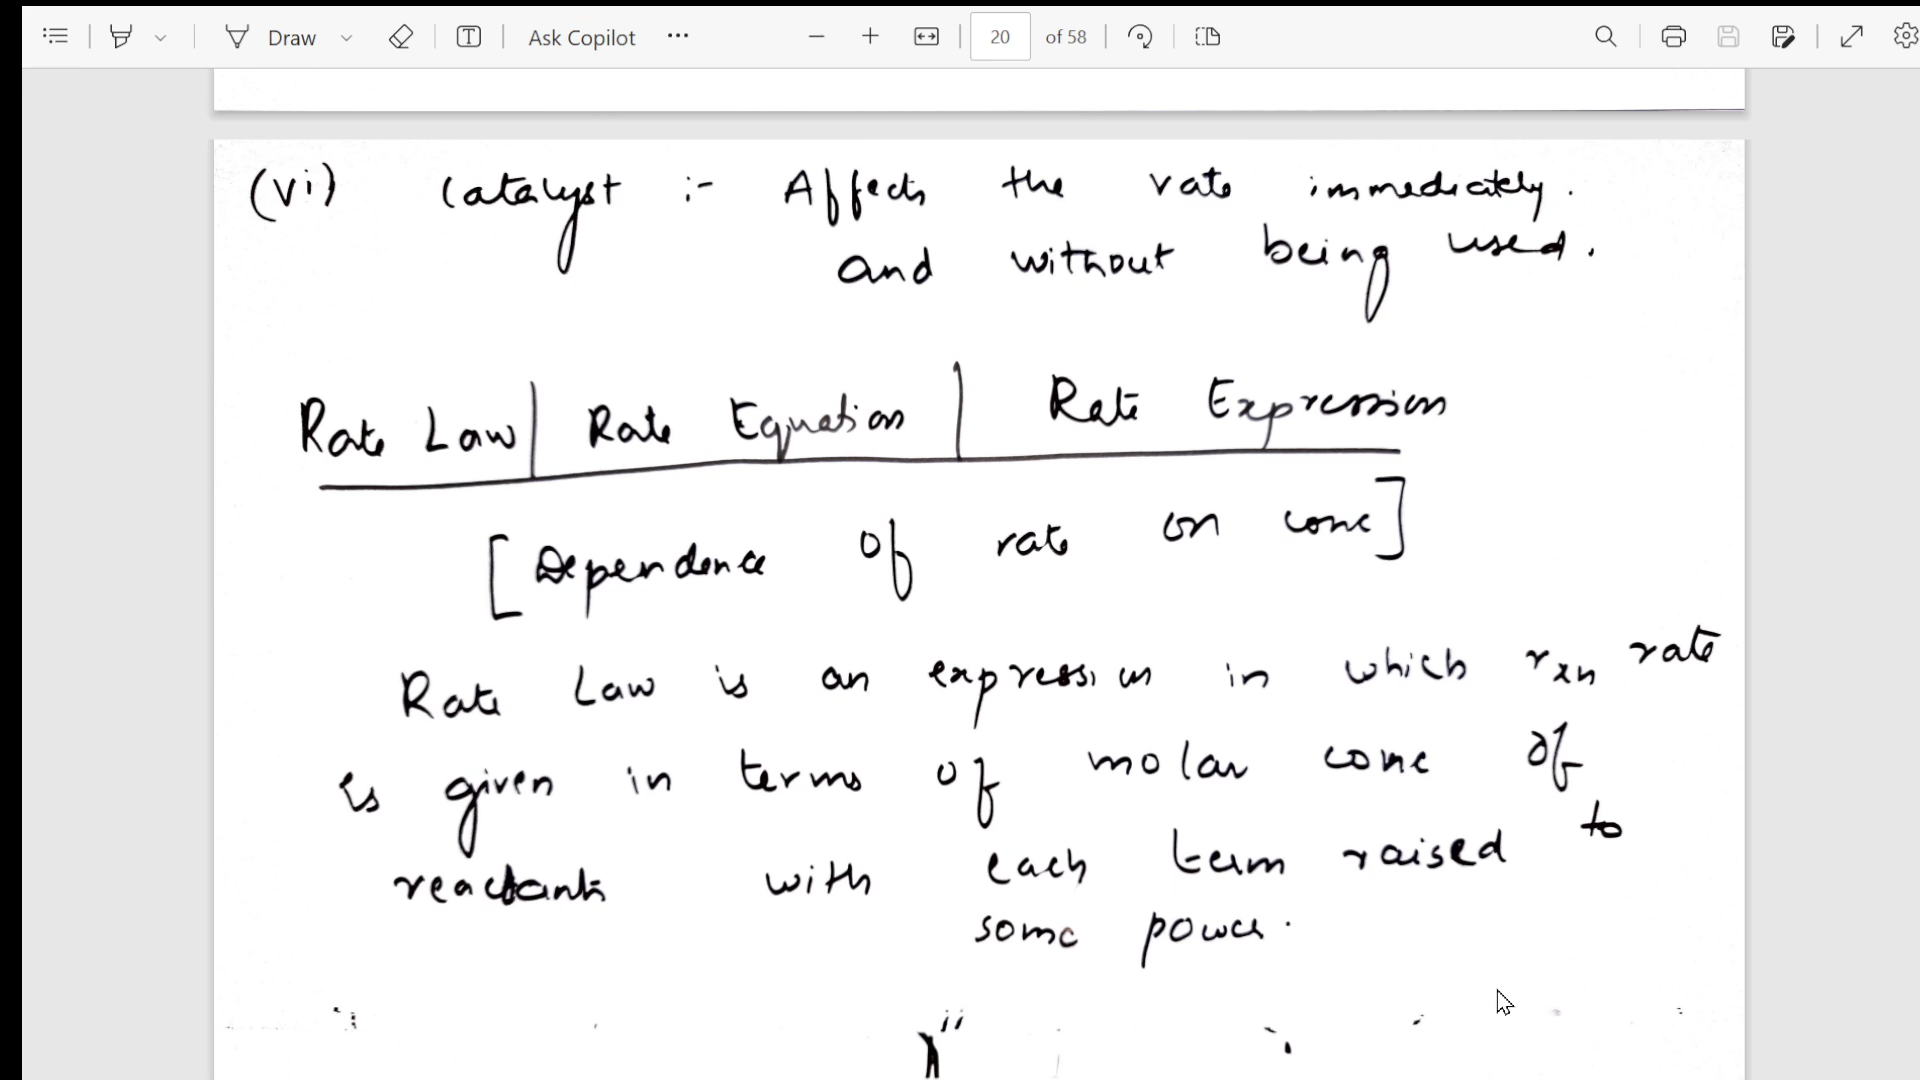 Draw
Ask Copilot
20 of 58
(vi) Catalyst :- Affects the rate immediately.
and without being used.
Rate Law | Rate Equation | Rate Expression
[Dependence of rate on conc]
Rate Law is an expression in which rxn rate
is given in terms of molar conc of
reactants with each term raised to
some power.